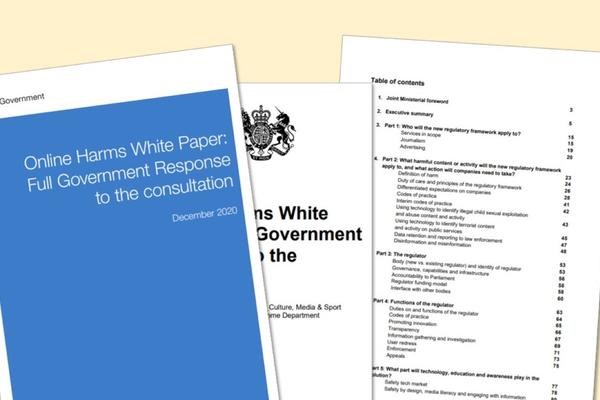 Government
Online Harms White Paper:
Full Government Response
to the consultation
December 2020
ms White
Government
o the
Culture, Media & Sport
ome Department
Table of contents
1. Joint Ministerial foreword 3
2. Executive summary 5
3. Part 1: Who will the new regulatory framework apply to? 15
Services in scope 15
Journalism 19
Advertising 20
4. Part 2: What harmful content or activity will the new regulatory framework
apply to, and what action will companies need to take? 23
Definition of harm 24
Duty of care and principles of the regulatory framework 26
Differentiated expectations on companies 28
Codes of practice 41
Interim codes of practice 42
Using technology to identify illegal child sexual exploitation
and abuse content and activity 43
Using technology to identify terrorist content
and activity on public services 45
Data retention and reporting to law enforcement 47
Disinformation and misinformation 48
Part 3: The regulator 53
Body (new vs. existing regulator) and identity of regulator 53
Governance, capabilities and infrastructure 56
Accountability to Parliament 56
Regulator funding model 58
Interface with other bodies 60
Part 4: Functions of the regulator 63
Duties on and functions of the regulator 64
Codes of practice 65
Promoting innovation 66
Transparency
Information gathering and investigation 69
User redress 71
Enforcement 73
Appeals 75
art 5: What part will technology, education and awareness play in the
olution? 77
Safety tech market 78
Safety by design, media literacy and engaging with information